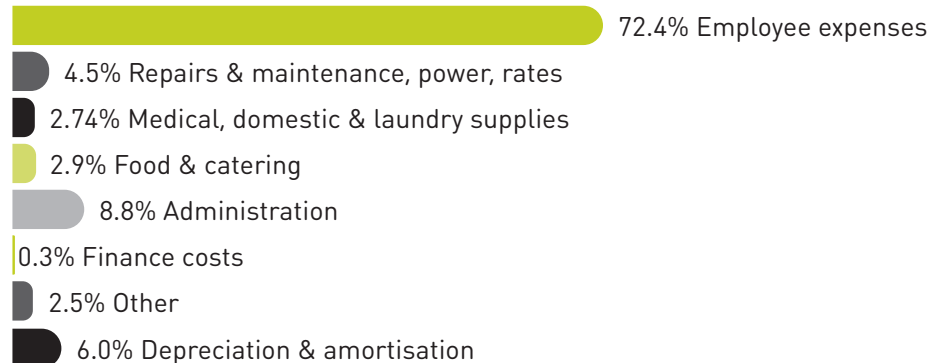 72.4% Employee expenses
4.5% Repairs & maintenance, power, rates
2.74% Medical, domestic & laundry supplies
2.9% Food & catering
8.8% Administration
0.3% Finance costs
2.5% Other
6.0% Depreciation & amortisation